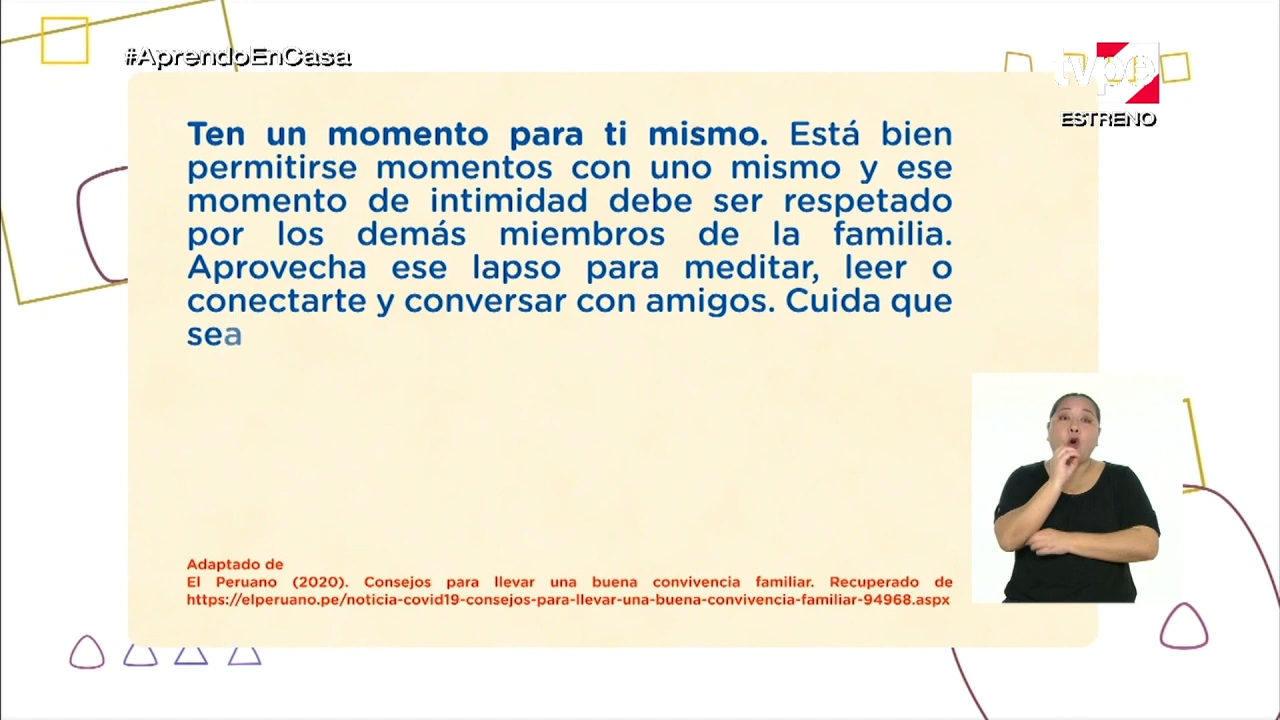 #AprendoEnCasa
tvpe
ESTRENO
Ten un momento para ti mismo. Está bien
permitirse momentos con uno mismo y ese
momento de intimidad debe ser respetado
por los demás miembros de la familia.
Aprovecha ese lapso para meditar, leer o
conectarte y conversar con amigos. Cuida que
sea
Adaptado de
El Peruano (2020). Consejos para llevar una buena convivencia familiar. Recuperado de
https://elperuano.pe/noticia-covid19-consejos-para-llevar-una-buena-convivencia-familiar-94968.aspx